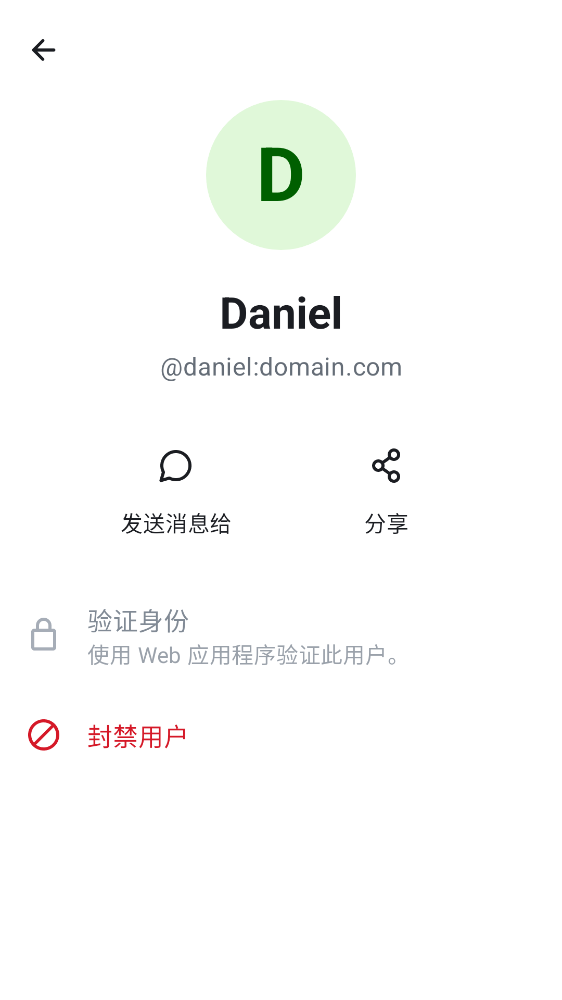 D
Daniel
@daniel:domain.com
发送消息给
分享
验证身份
使用 Web 应用程序验证此用户。
封禁用户